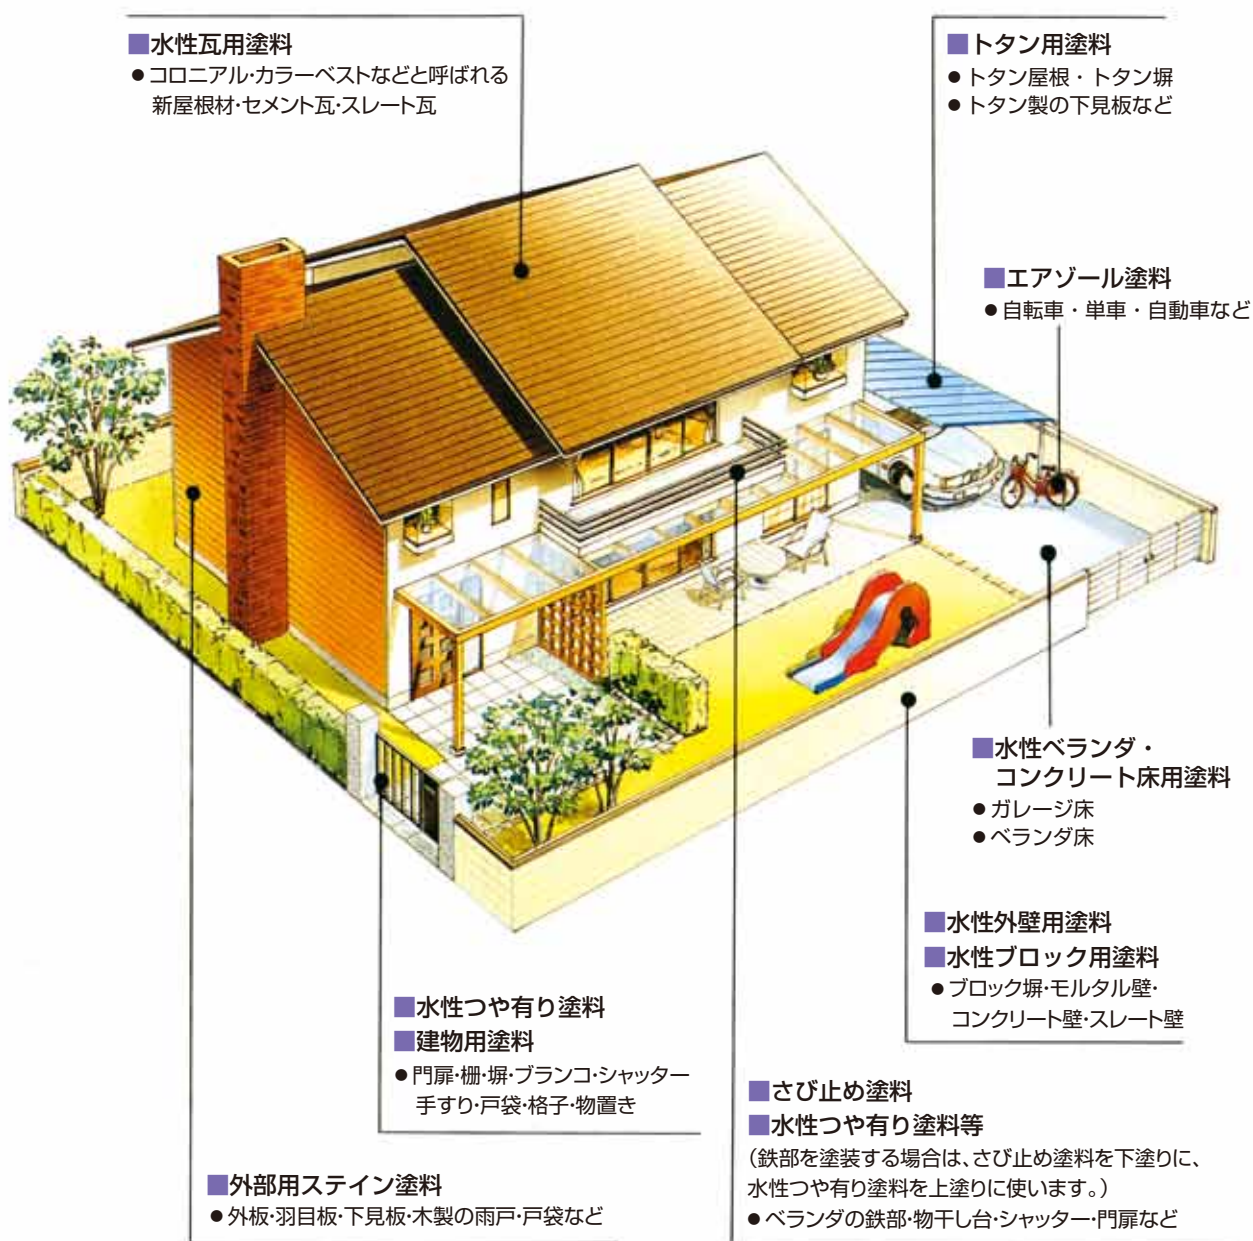 ■水性瓦用塗料
●コロニアル・カラーベストなどと呼ばれる
新屋根材・セメント瓦・スレート瓦
■トタン用塗料
●トタン屋根・トタン塀
●トタン製の下見板など
■エアゾール塗料
●自転車・単車・自動車など
■水性ベランダ・
コンクリート床用塗料
●ガレージ床
●ベランダ床
■水性外壁用塗料
■水性ブロック用塗料
●ブロック塀・モルタル壁・
コンクリート壁・スレート壁
■水性つや有り塗料
■建物用塗料
●門扉・柵・塀・ブランコ・シャッター
手すり・戸袋・格子・物置き
■さび止め塗料
■水性つや有り塗料等
（鉄部を塗装する場合は、さび止め塗料を下塗りに、
水性つや有り塗料を上塗りに使います。）
●ベランダの鉄部・物干し台・シャッター・門扉など
■外部用ステイン塗料
●外板・羽目板・下見板・木製の雨戸・戸袋など